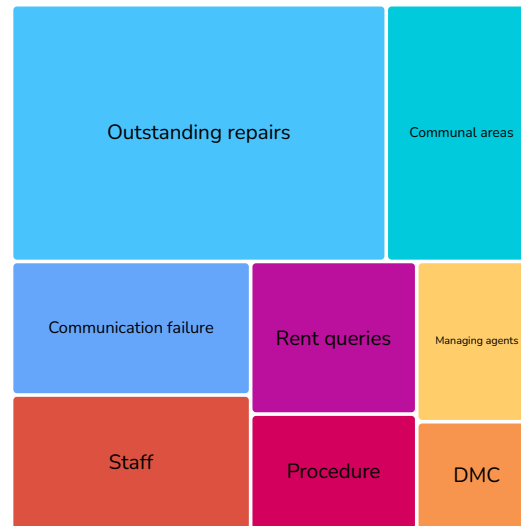 Outstanding repairs
Communal areas
Communication failure
Rent queries
Managing agents
Staff
Procedure
DMC